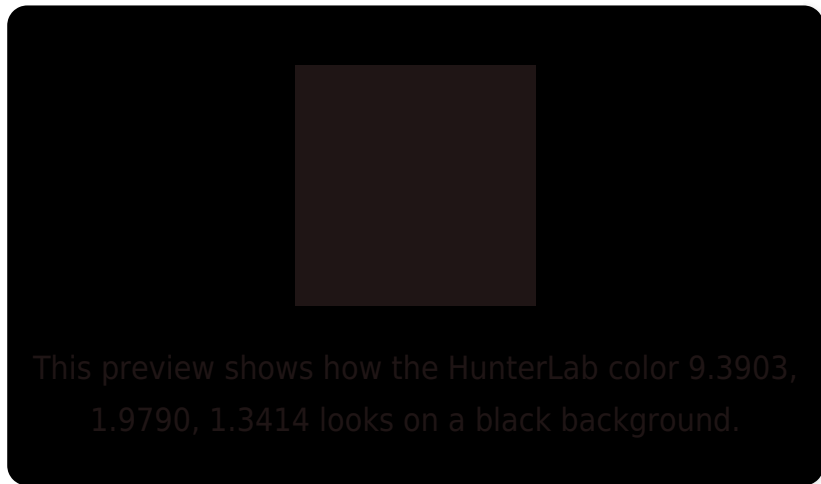 This preview shows how the HunterLab color 9.3903,
1.9790, 1.3414 looks on a black background.